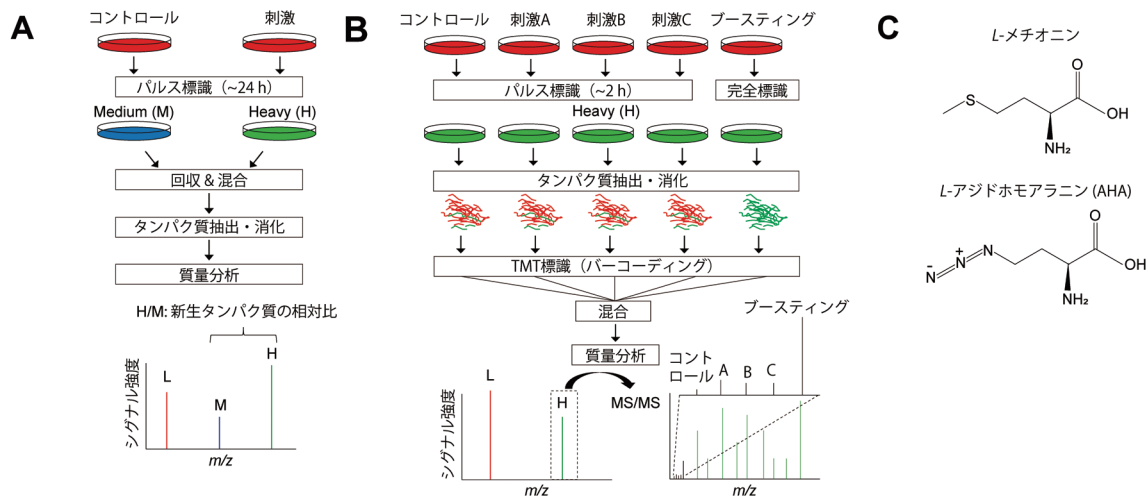 A
コントロール
刺激
パルス標識（~24 h）
Medium (M)
Heavy (H)
回収 & 混合
タンパク質抽出・消化
質量分析
H/M: 新生タンパク質の相対比
シグナル強度
L
M
H
m/z
B
コントロール
刺激A
刺激B
刺激C
ブースティング
パルス標識（~2 h）
完全標識
Heavy (H)
タンパク質抽出・消化
TMT標識（バーコーディング）
混合
質量分析
ブースティング
シグナル強度
L
H
m/z
MS/MS
コント
ロール
A
B
C
m/z
C
L-メチオニン
S
O
OH
NH₂
L-アジドホモアラニン (AHA)
N
-
N
+
N
O
OH
NH₂